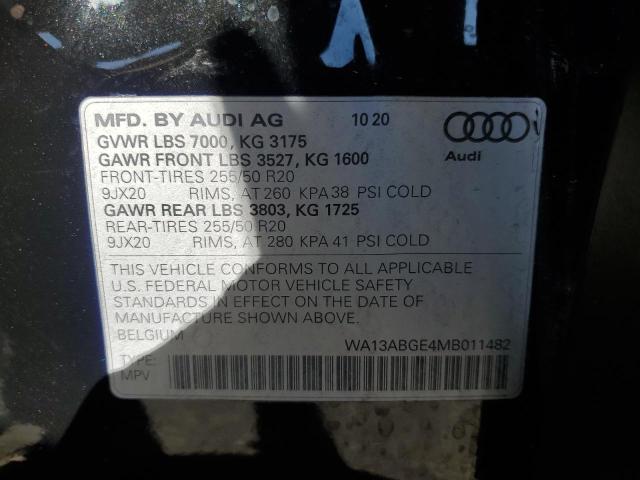 MFD. BY AUDI AG 10 20
GVWR LBS 7000, KG 3175
GAWR FRONT LBS 3527, KG 1600
FRONT-TIRES 255/50 R20
9JX20 RIMS, AT 260 KPA 38 PSI COLD
GAWR REAR LBS 3803, KG 1725
REAR-TIRES 255/50 R20
9JX20 RIMS, AT 280 KPA 41 PSI COLD
Audi
THIS VEHICLE CONFORMS TO ALL APPLICABLE
U.S. FEDERAL MOTOR VEHICLE SAFETY
STANDARDS IN EFFECT ON THE DATE OF
MANUFACTURE SHOWN ABOVE.
BELGIUM
WA13ABGE4MB011482
TYPE:
MPV